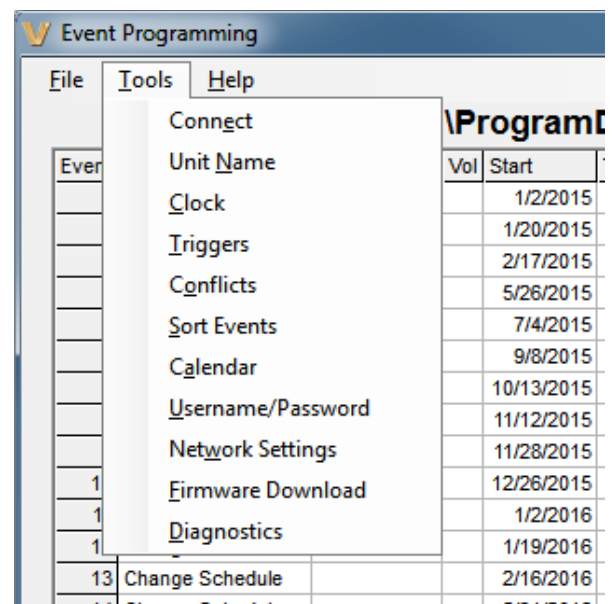 Event Programming
File Tools Help
\ProgramD
Connect
Unit Name
Clock
Triggers
Conflicts
Sort Events
Calendar
Username/Password
Network Settings
Firmware Download
Diagnostics
Even Vol Start
1/2/2015
1/20/2015
2/17/2015
5/26/2015
7/4/2015
9/8/2015
10/13/2015
11/12/2015
11/28/2015
1 12/26/2015
1 1/2/2016
1 1/19/2016
13 Change Schedule 2/16/2016